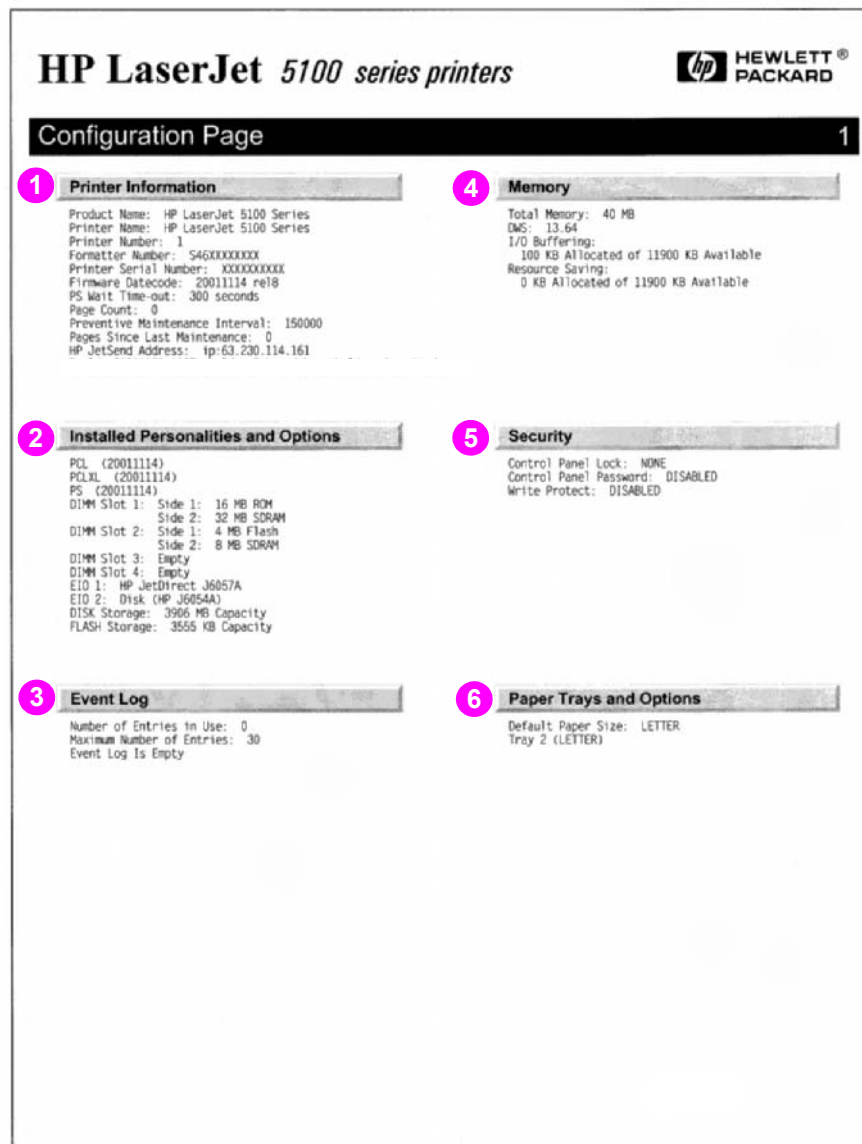 HP LaserJet 5100 series printers
hp HEWLETT ®
PACKARD
Configuration Page 1
1 Printer Information
Product Name: HP LaserJet 5100 Series
Printer Name: HP LaserJet 5100 Series
Printer Number: 1
Formatter Number: S46XXXXXXXX
Printer Serial Number: XXXXXXXXXX
Firmware Datecode: 20011114 rel8
PS Wait Time-out: 300 seconds
Page Count: 0
Preventive Maintenance Interval: 150000
Pages Since Last Maintenance: 0
HP JetSend Address: ip:63.230.114.161
2 Installed Personalities and Options
PCL (20011114)
PCLXL (20011114)
PS (20011114)
DIMM Slot 1: Side 1: 16 MB ROM
Side 2: 32 MB SDRAM
DIMM Slot 2: Side 1: 4 MB Flash
Side 2: 8 MB SDRAM
DIMM Slot 3: Empty
DIMM Slot 4: Empty
EIO 1: HP JetDirect J6057A
EIO 2: Disk (HP J6054A)
DISK Storage: 3906 MB Capacity
FLASH Storage: 3555 KB Capacity
3 Event Log
Number of Entries in Use: 0
Maximum Number of Entries: 30
Event Log Is Empty
4 Memory
Total Memory: 40 MB
DWS: 13.64
I/O Buffering:
100 KB Allocated of 11900 KB Available
Resource Saving:
0 KB Allocated of 11900 KB Available
5 Security
Control Panel Lock: NONE
Control Panel Password: DISABLED
Write Protect: DISABLED
6 Paper Trays and Options
Default Paper Size: LETTER
Tray 2 (LETTER)